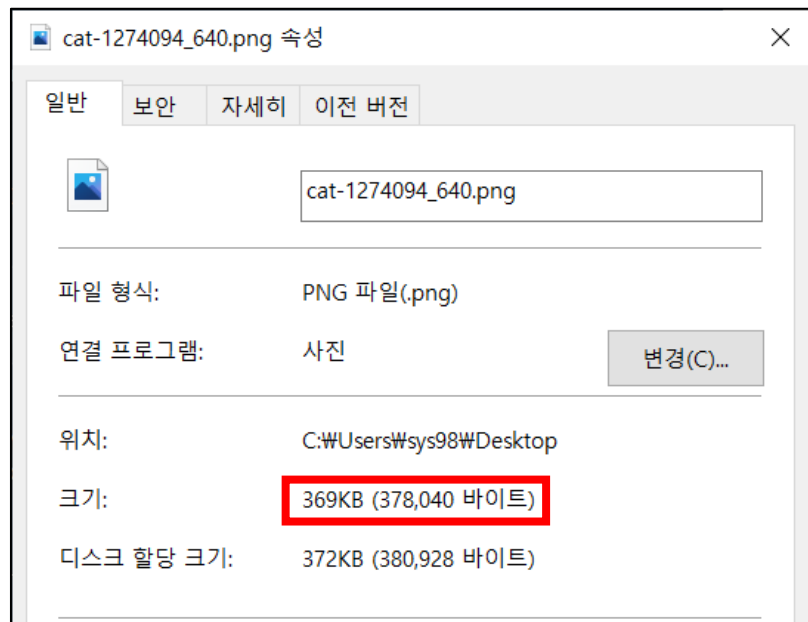 cat-1274094_640.png 속성
일반 보안 자세히 이전 버전
cat-1274094_640.png
파일 형식: PNG 파일(.png)
연결 프로그램: 사진 변경(C)...
위치: C:₩Users₩sys98₩Desktop
크기: 369KB (378,040 바이트)
디스크 할당 크기: 372KB (380,928 바이트)